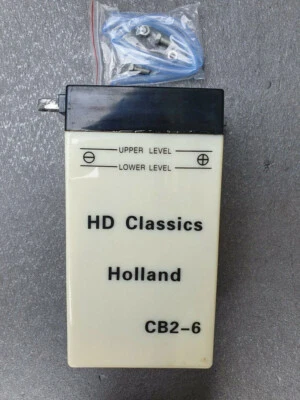 UPPER LEVEL
⊖ ⊕
LOWER LEVEL
HD Classics
Holland
CB2-6